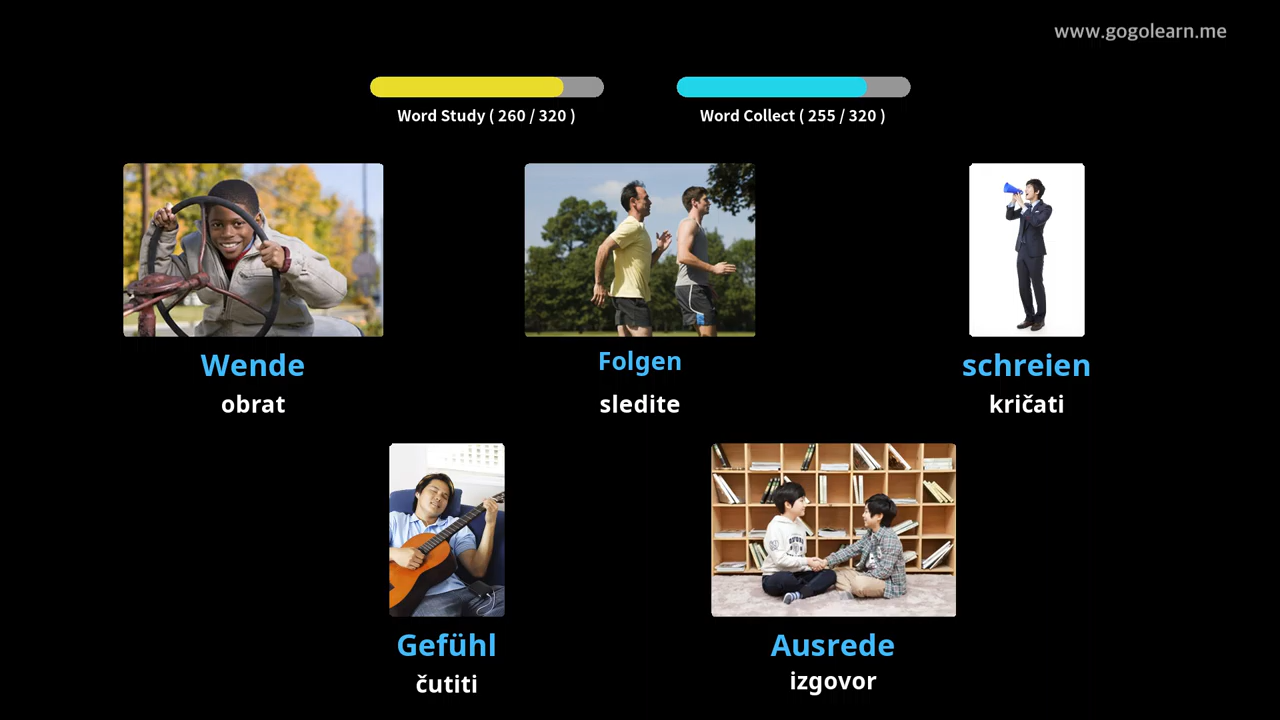 www.gogolearn.me
Word Study ( 260 / 320 )
Word Collect ( 255 / 320 )
Wende
obrat
Folgen
sledite
schreien
kričati
Gefühl
čutiti
Ausrede
izgovor